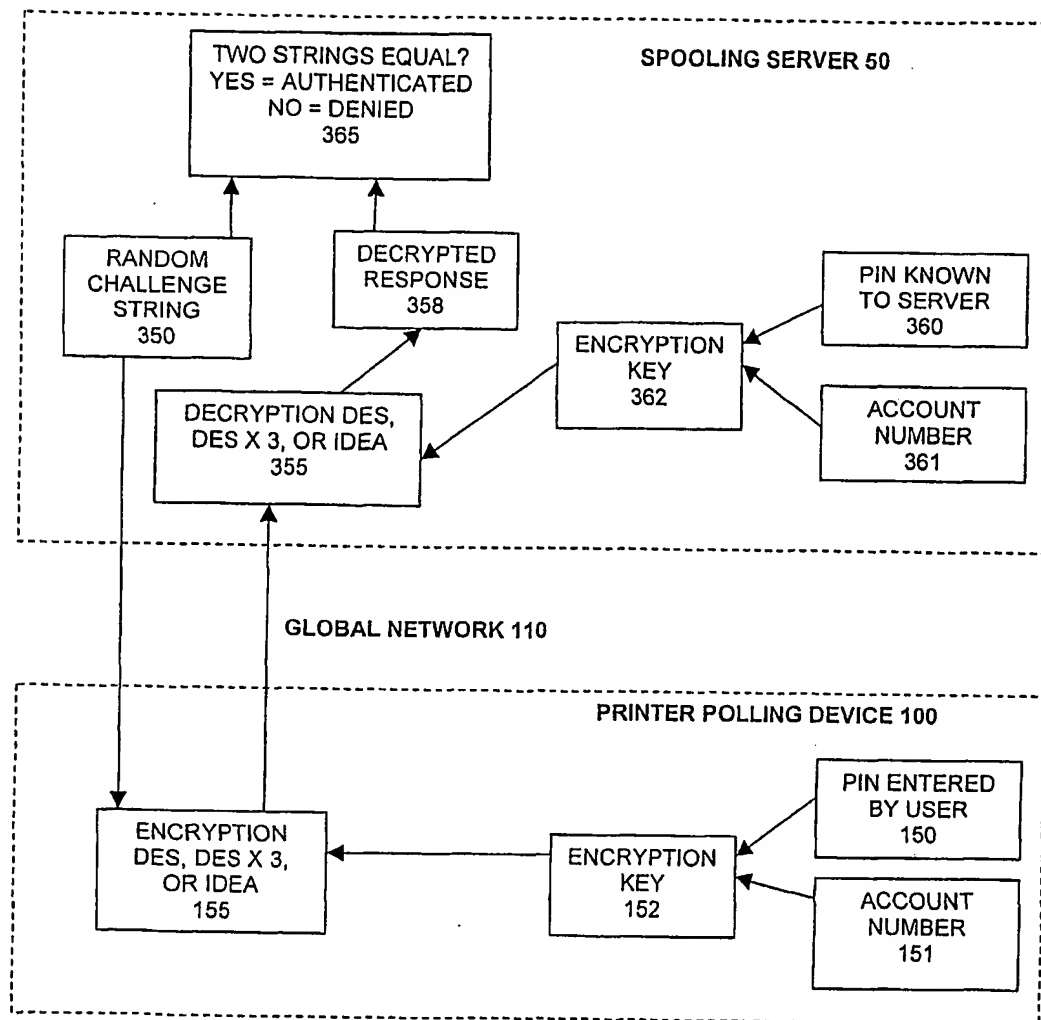 TWO STRINGS EQUAL?
YES = AUTHENTICATED
NO = DENIED
365
SPOOLING SERVER 50
RANDOM
CHALLENGE
STRING
350
DECRYPTED
RESPONSE
358
PIN KNOWN
TO SERVER
360
ENCRYPTION
KEY
362
DECRYPTION DES,
DES X 3, OR IDEA
355
ACCOUNT
NUMBER
361
GLOBAL NETWORK 110
PRINTER POLLING DEVICE 100
PIN ENTERED
BY USER
150
ENCRYPTION
DES, DES X 3,
OR IDEA
155
ENCRYPTION
KEY
152
ACCOUNT
NUMBER
151